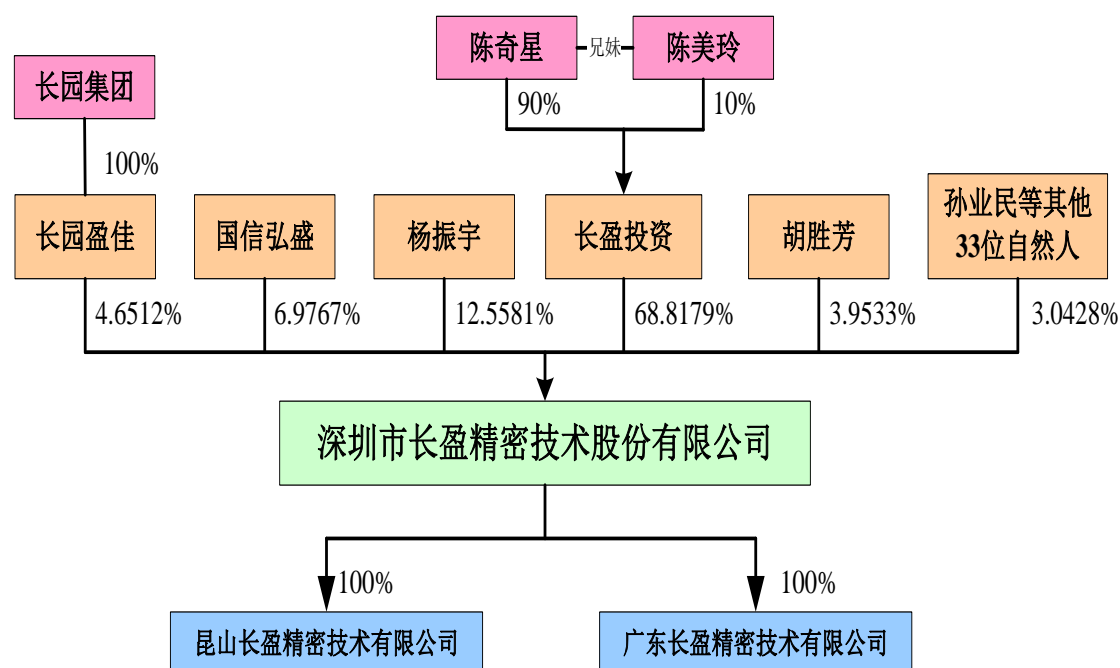 陈奇星
兄妹
陈美玲
长园集团
90%
10%
100%
长园盈佳
国信弘盛
杨振宇
长盈投资
胡胜芳
孙业民等其他
33位自然人
4.6512%
6.9767%
12.5581%
68.8179%
3.9533%
3.0428%
深圳市长盈精密技术股份有限公司
100%
100%
昆山长盈精密技术有限公司
广东长盈精密技术有限公司